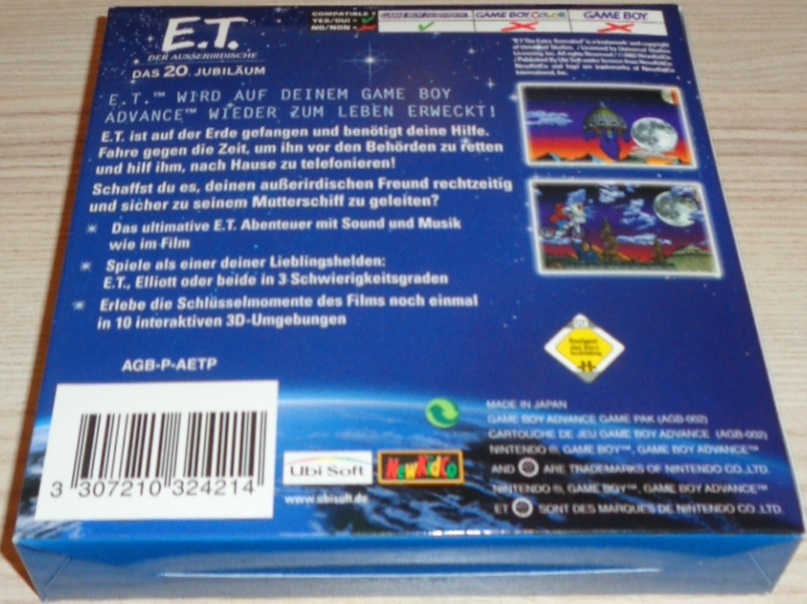 E.T.
DER AUSSERIRDISCHE
DAS 20. JUBILÄUM
COMPATIBLE ?
YES/OUI =
NO/NON =
GAME BOY ADVANCE
GAME BOY COLOR
GAME BOY
E.T.™ WIRD AUF DEINEM GAME BOY
ADVANCE™ WIEDER ZUM LEBEN ERWECKT!
E.T. ist auf der Erde gefangen und benötigt deine Hilfe.
Fahre gegen die Zeit, um ihn vor den Behörden zu retten
und hilf ihm, nach Hause zu telefonieren!
Schaffst du es, deinen außerirdischen Freund rechtzeitig
und sicher zu seinem Mutterschiff zu geleiten?
Das ultimative E.T. Abenteuer mit Sound und Musik
wie im Film
Spiele als einer deiner Lieblingshelden:
E.T., Elliott oder beide in 3 Schwierigkeitsgraden
Erlebe die Schlüsselmomente des Films noch einmal
in 10 interaktiven 3D-Umgebungen
AGB-P-AETP
3 307210 324214
Ubi Soft
NewKidCo
www.ubisoft.de
MADE IN JAPAN
GAME BOY ADVANCE GAME PAK (AGB-002)
CARTOUCHE DE JEU GAME BOY ADVANCE (AGB-002)
NINTENDO ®, GAME BOY™, GAME BOY ADVANCE™
AND ARE TRADEMARKS OF NINTENDO CO.,LTD.
NINTENDO ®, GAME BOY™, GAME BOY ADVANCE™
ET SONT DES MARQUES DE NINTENDO CO.,LTD.